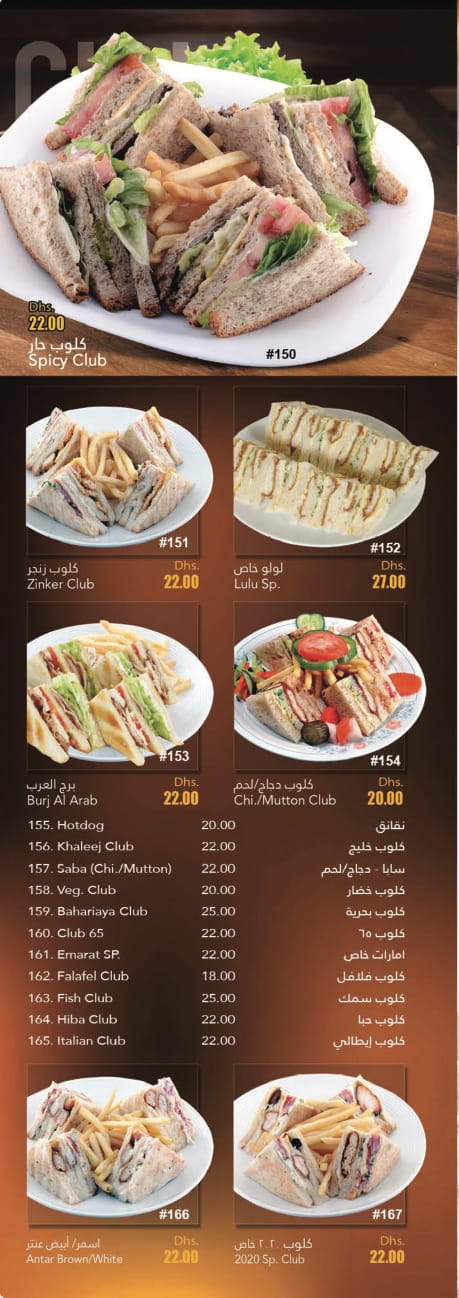 Club
Dhs.
22.00
كلوب حار
Spicy Club
#150
#151
كلوب زنجر
Zinker Club
Dhs.
22.00
#152
لولو خاص
Lulu Sp.
Dhs.
27.00
#153
برج العرب
Burj Al Arab
Dhs.
22.00
#154
كلوب دجاج/لحم
Chi./Mutton Club
Dhs.
20.00
155. Hotdog 20.00 نقانق
156. Khaleej Club 22.00 كلوب خليج
157. Saba (Chi./Mutton) 22.00 سابا - دجاج/لحم
158. Veg. Club 20.00 كلوب خضار
159. Bahariaya Club 25.00 كلوب بحرية
160. Club 65 22.00 كلوب ٦٥
161. Emarat SP. 22.00 امارات خاص
162. Falafel Club 18.00 كلوب فلافل
163. Fish Club 25.00 كلوب سمك
164. Hiba Club 22.00 كلوب حبا
165. Italian Club 22.00 كلوب إيطالي
#166
اسمر/ أبيض عنتر
Antar Brown/White
Dhs.
22.00
#167
كلوب ٢٠٢٠ خاص
2020 Sp. Club
Dhs.
22.00